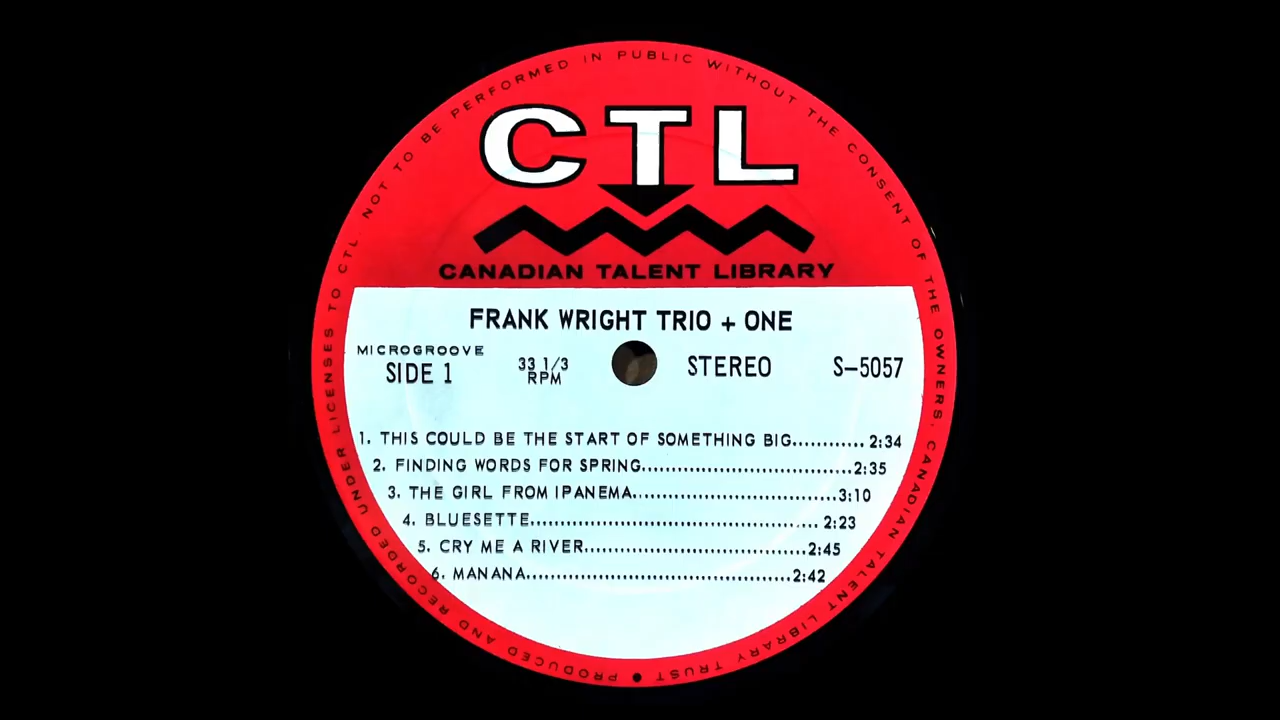 PRODUCED AND RECORDED UNDER LICENSES TO CTL NOT TO BE PERFORMED IN PUBLIC WITHOUT THE CONSENT OF THE OWNERS, CANADIAN TALENT LIBRARY TRUST
CTL
CANADIAN TALENT LIBRARY
FRANK WRIGHT TRIO + ONE
MICROGROOVE
SIDE 1
33 1/3
RPM
STEREO
S-5057
1. THIS COULD BE THE START OF SOMETHING BIG............ 2:34
2. FINDING WORDS FOR SPRING...............................2:35
3. THE GIRL FROM IPANEMA..............................3:10
4. BLUESETTE.......................................... 2:23
5. CRY ME A RIVER................................2:45
6. MANANA......................................2:42